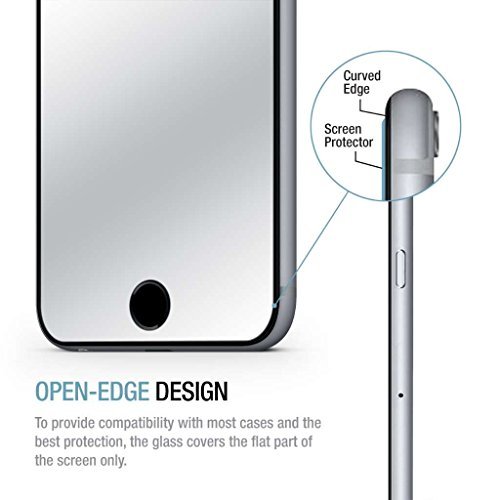 Curved
Edge
Screen
Protector
OPEN-EDGE DESIGN
To provide compatibility with most cases and the
best protection, the glass covers the flat part of
the screen only.